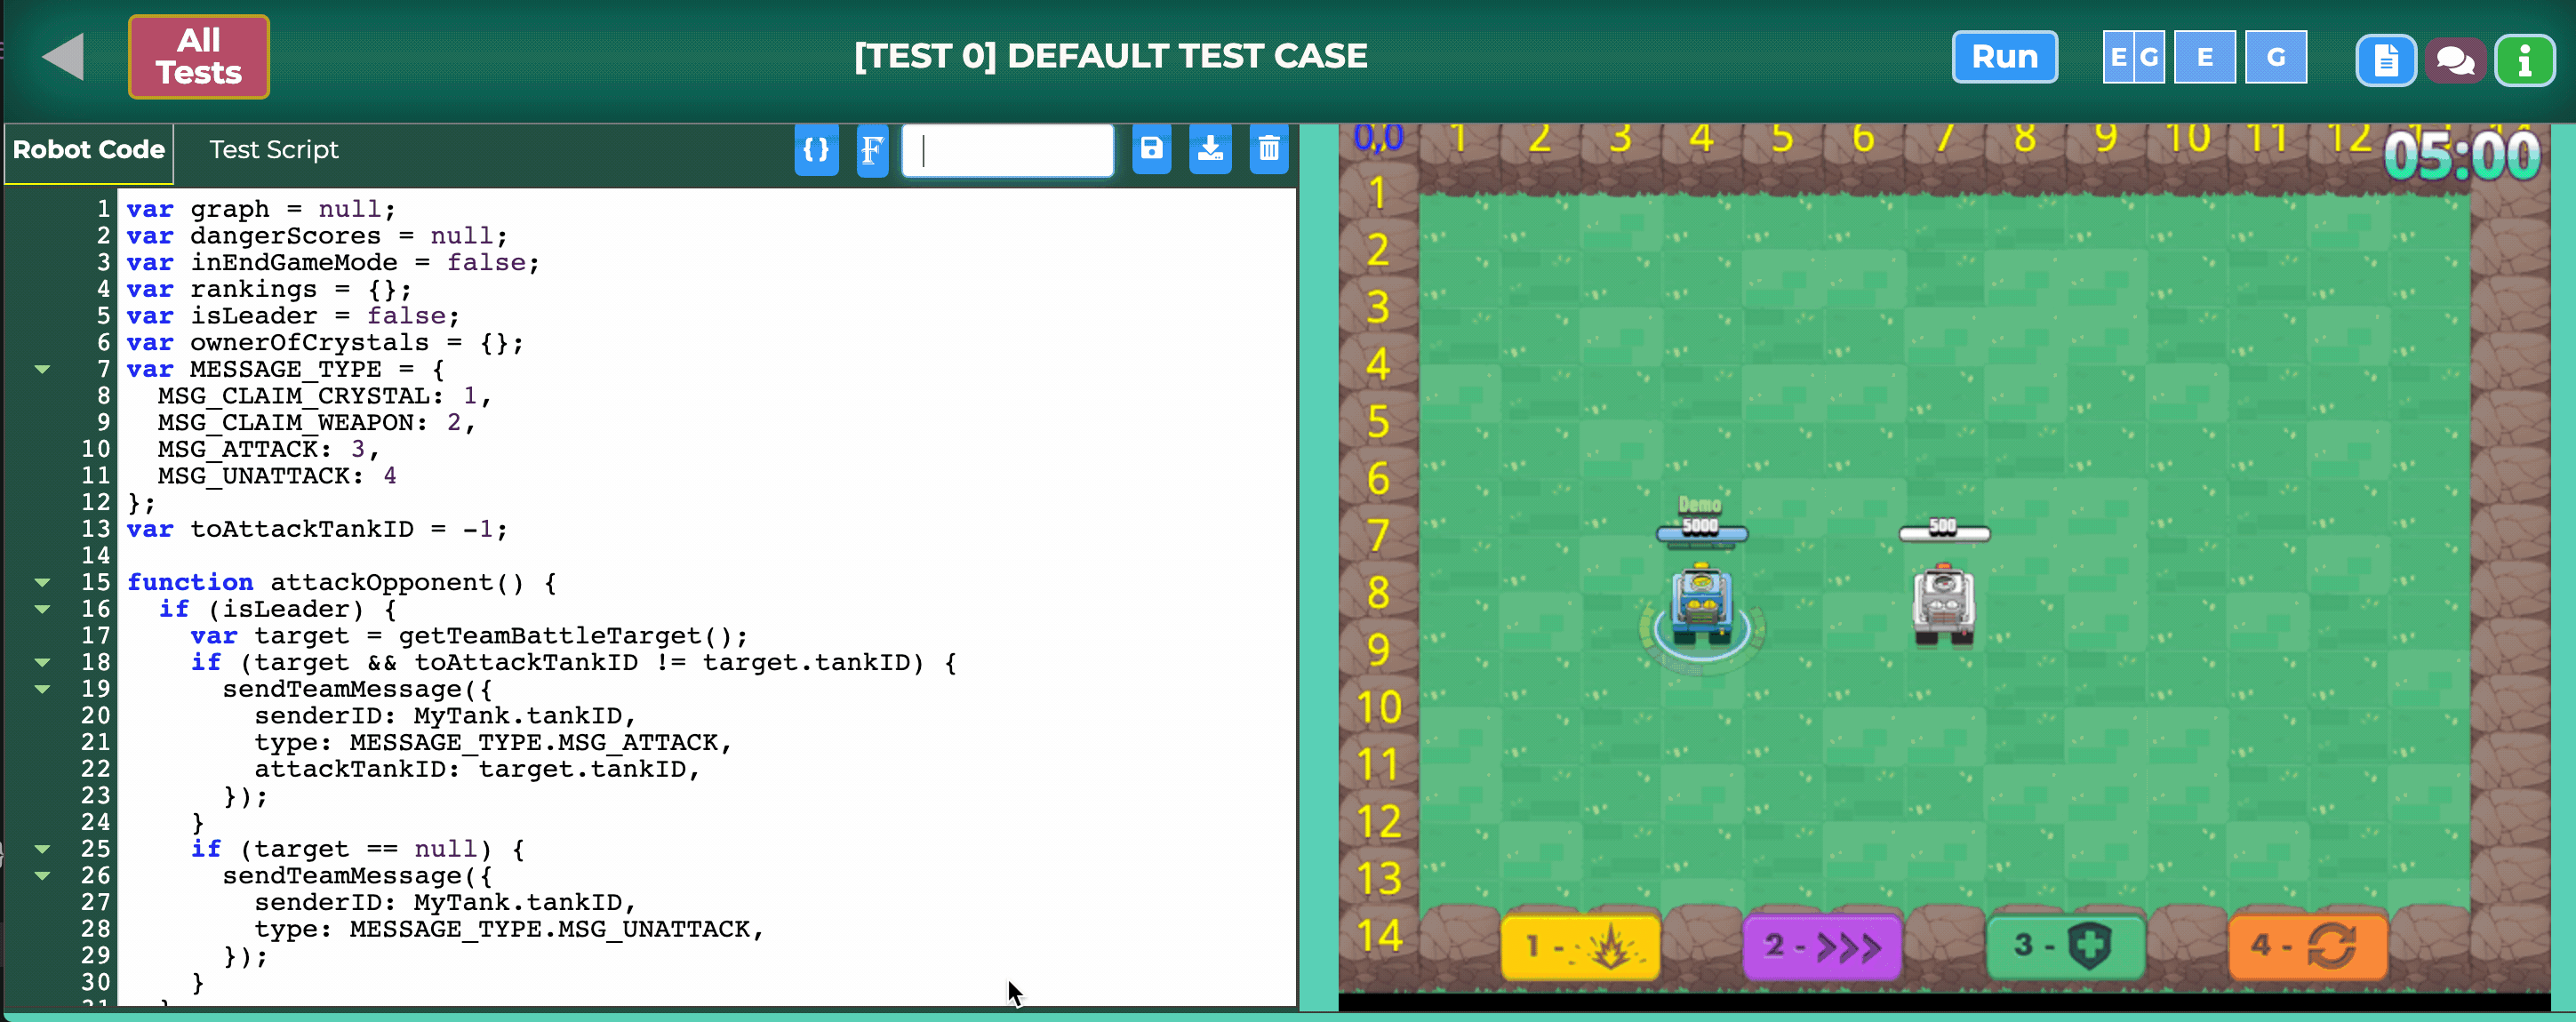 All
Tests
[TEST 0] DEFAULT TEST CASE
Run
E G
E
G
Robot Code
Test Script
{}
F
1 var graph = null;
2 var dangerScores = null;
3 var inEndGameMode = false;
4 var rankings = {};
5 var isLeader = false;
6 var ownerOfCrystals = {};
7 var MESSAGE_TYPE = {
8 MSG_CLAIM_CRYSTAL: 1,
9 MSG_CLAIM_WEAPON: 2,
10 MSG_ATTACK: 3,
11 MSG_UNATTACK: 4
12 };
13 var toAttackTankID = -1;
14
15 function attackOpponent() {
16 if (isLeader) {
17 var target = getTeamBattleTarget();
18 if (target && toAttackTankID != target.tankID) {
19 sendTeamMessage({
20 senderID: MyTank.tankID,
21 type: MESSAGE_TYPE.MSG_ATTACK,
22 attackTankID: target.tankID,
23 });
24 }
25 if (target == null) {
26 sendTeamMessage({
27 senderID: MyTank.tankID,
28 type: MESSAGE_TYPE.MSG_UNATTACK,
29 });
30 }
0,0 1 2 3 4 5 6 7 8 9 10 11 12
05:00
1
2
3
4
5
6
7
8
9
10
11
12
13
14
Demo
5000
500
1 -
2 - >>>
3 -
4 -